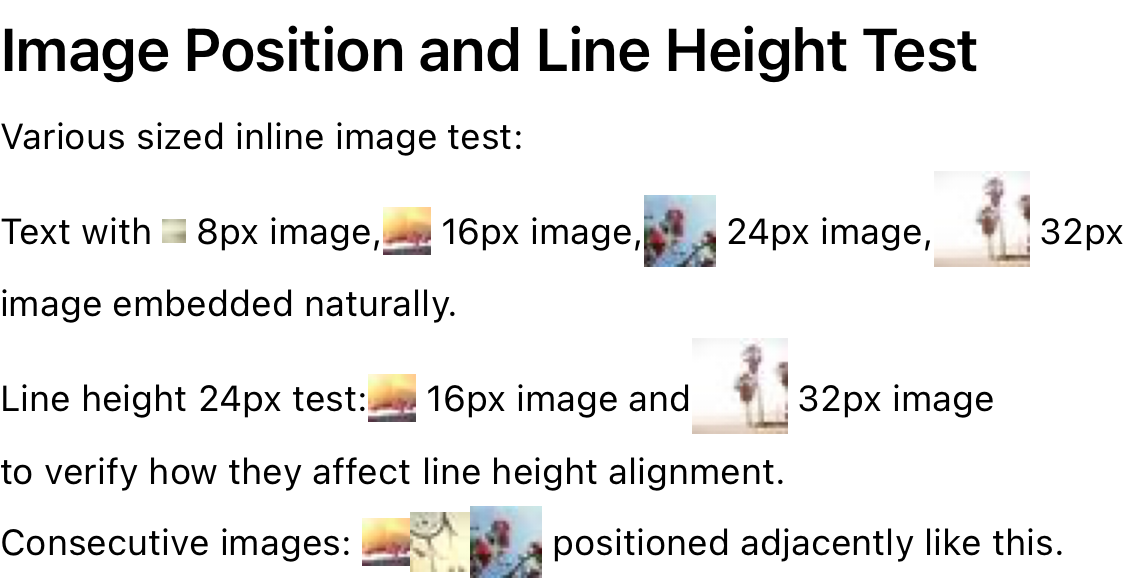 Image Position and Line Height Test
Various sized inline image test:
Text with 8px image, 16px image, 24px image, 32px
image embedded naturally.
Line height 24px test: 16px image and 32px image
to verify how they affect line height alignment.
Consecutive images: positioned adjacently like this.